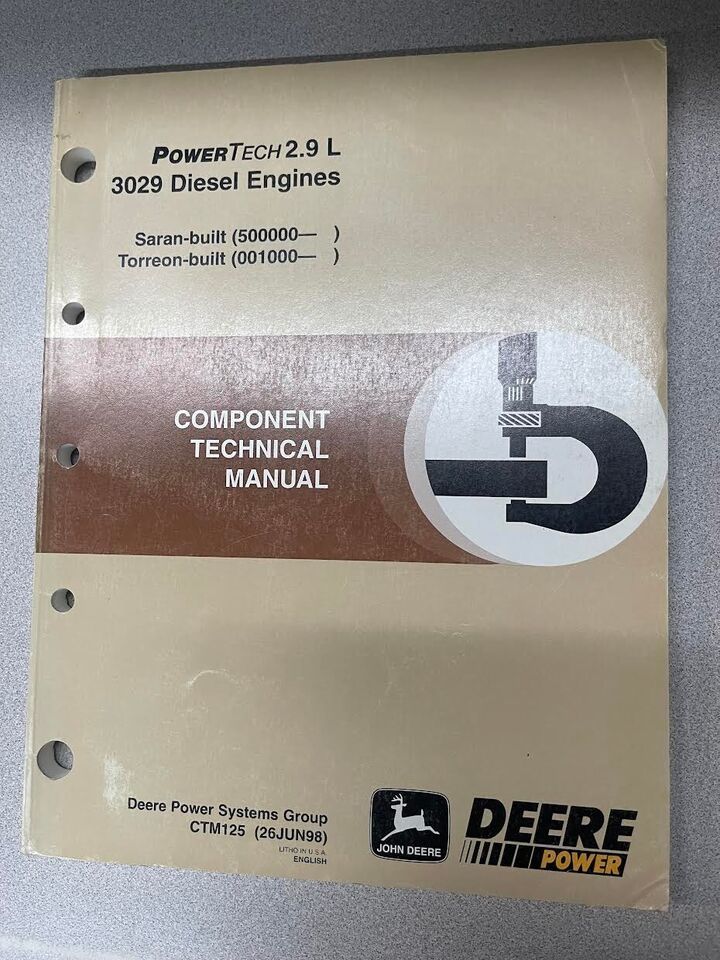 POWERTECH 2.9 L
3029 Diesel Engines
Saran-built (500000— )
Torreon-built (001000— )
COMPONENT
TECHNICAL
MANUAL
Deere Power Systems Group
CTM125 (26JUN98)
LITHO IN U.S.A.
ENGLISH
JOHN DEERE
DEERE
POWER